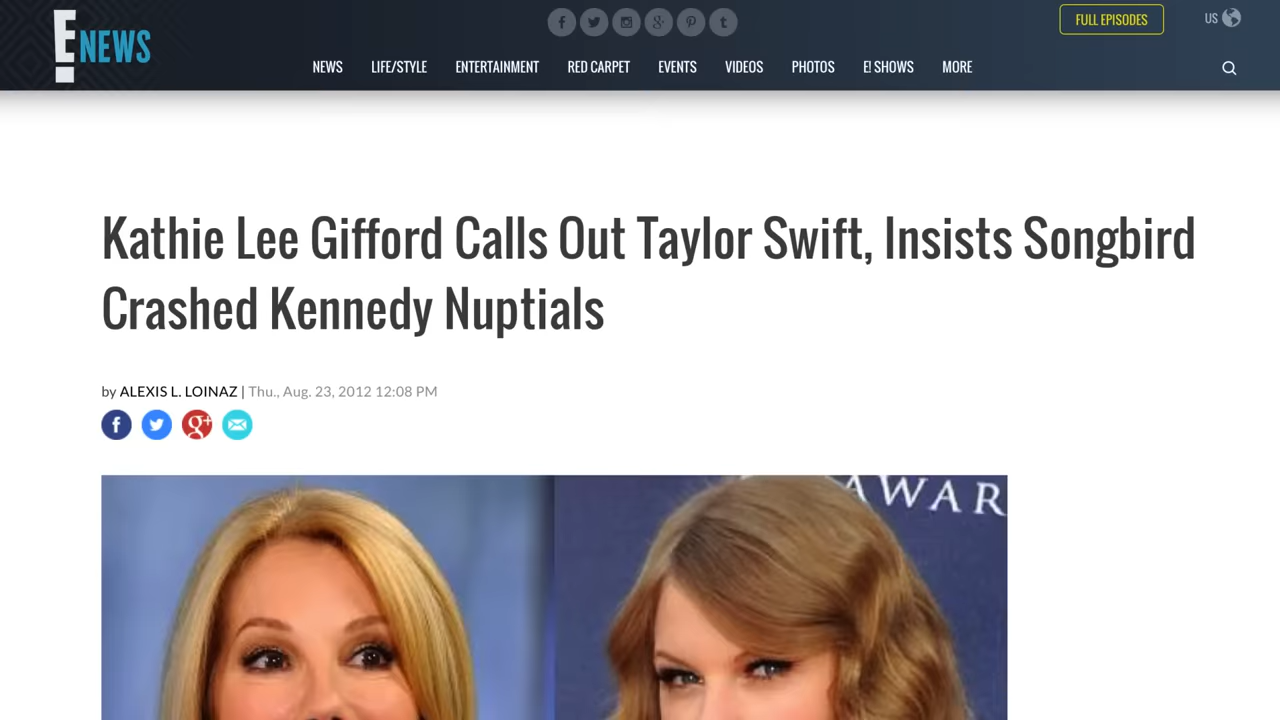 E! NEWS
FULL EPISODES
US
NEWS LIFE/STYLE ENTERTAINMENT RED CARPET EVENTS VIDEOS PHOTOS E! SHOWS MORE
Kathie Lee Gifford Calls Out Taylor Swift, Insists Songbird
Crashed Kennedy Nuptials
by ALEXIS L. LOINAZ | Thu., Aug. 23, 2012 12:08 PM
AWAR